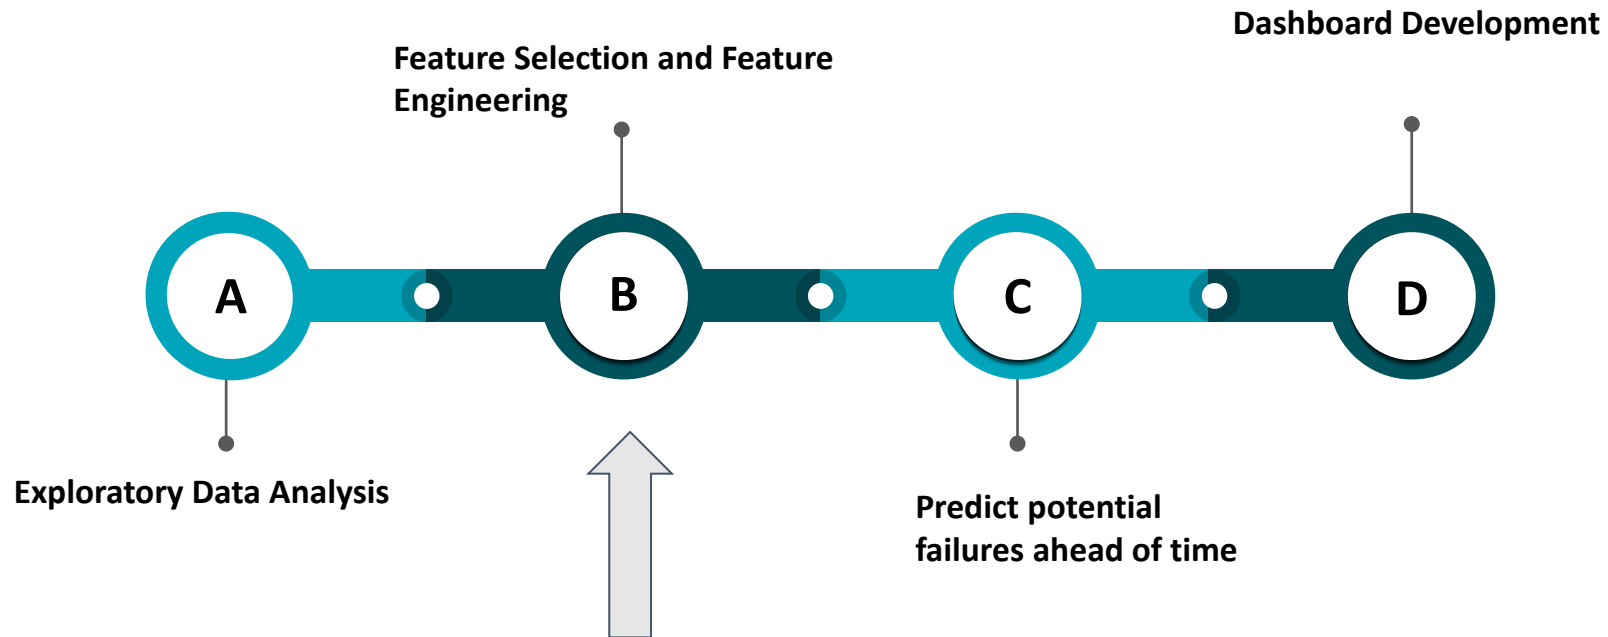 Dashboard Development
Feature Selection and Feature
Engineering
A
B
C
D
Exploratory Data Analysis
Predict potential
failures ahead of time